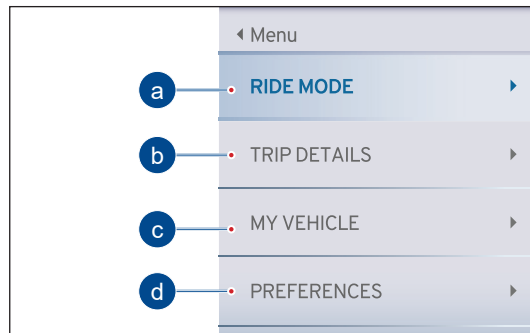 Menu
a RIDE MODE
b TRIP DETAILS
c MY VEHICLE
d PREFERENCES